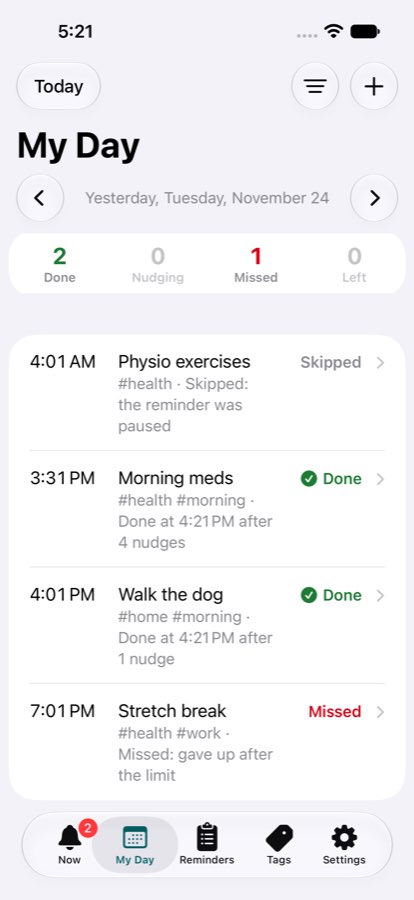 5:21
Today
My Day
Yesterday, Tuesday, November 24
2 0 1 0
Done Nudging Missed Left
4:01 AM Physio exercises Skipped
#health · Skipped:
the reminder was
paused
3:31 PM Morning meds Done
#health #morning ·
Done at 4:21 PM after
4 nudges
4:01 PM Walk the dog Done
#home #morning ·
Done at 4:21 PM after
1 nudge
7:01 PM Stretch break Missed
#health #work ·
Missed: gave up after
the limit
2
Now My Day Reminders Tags Settings